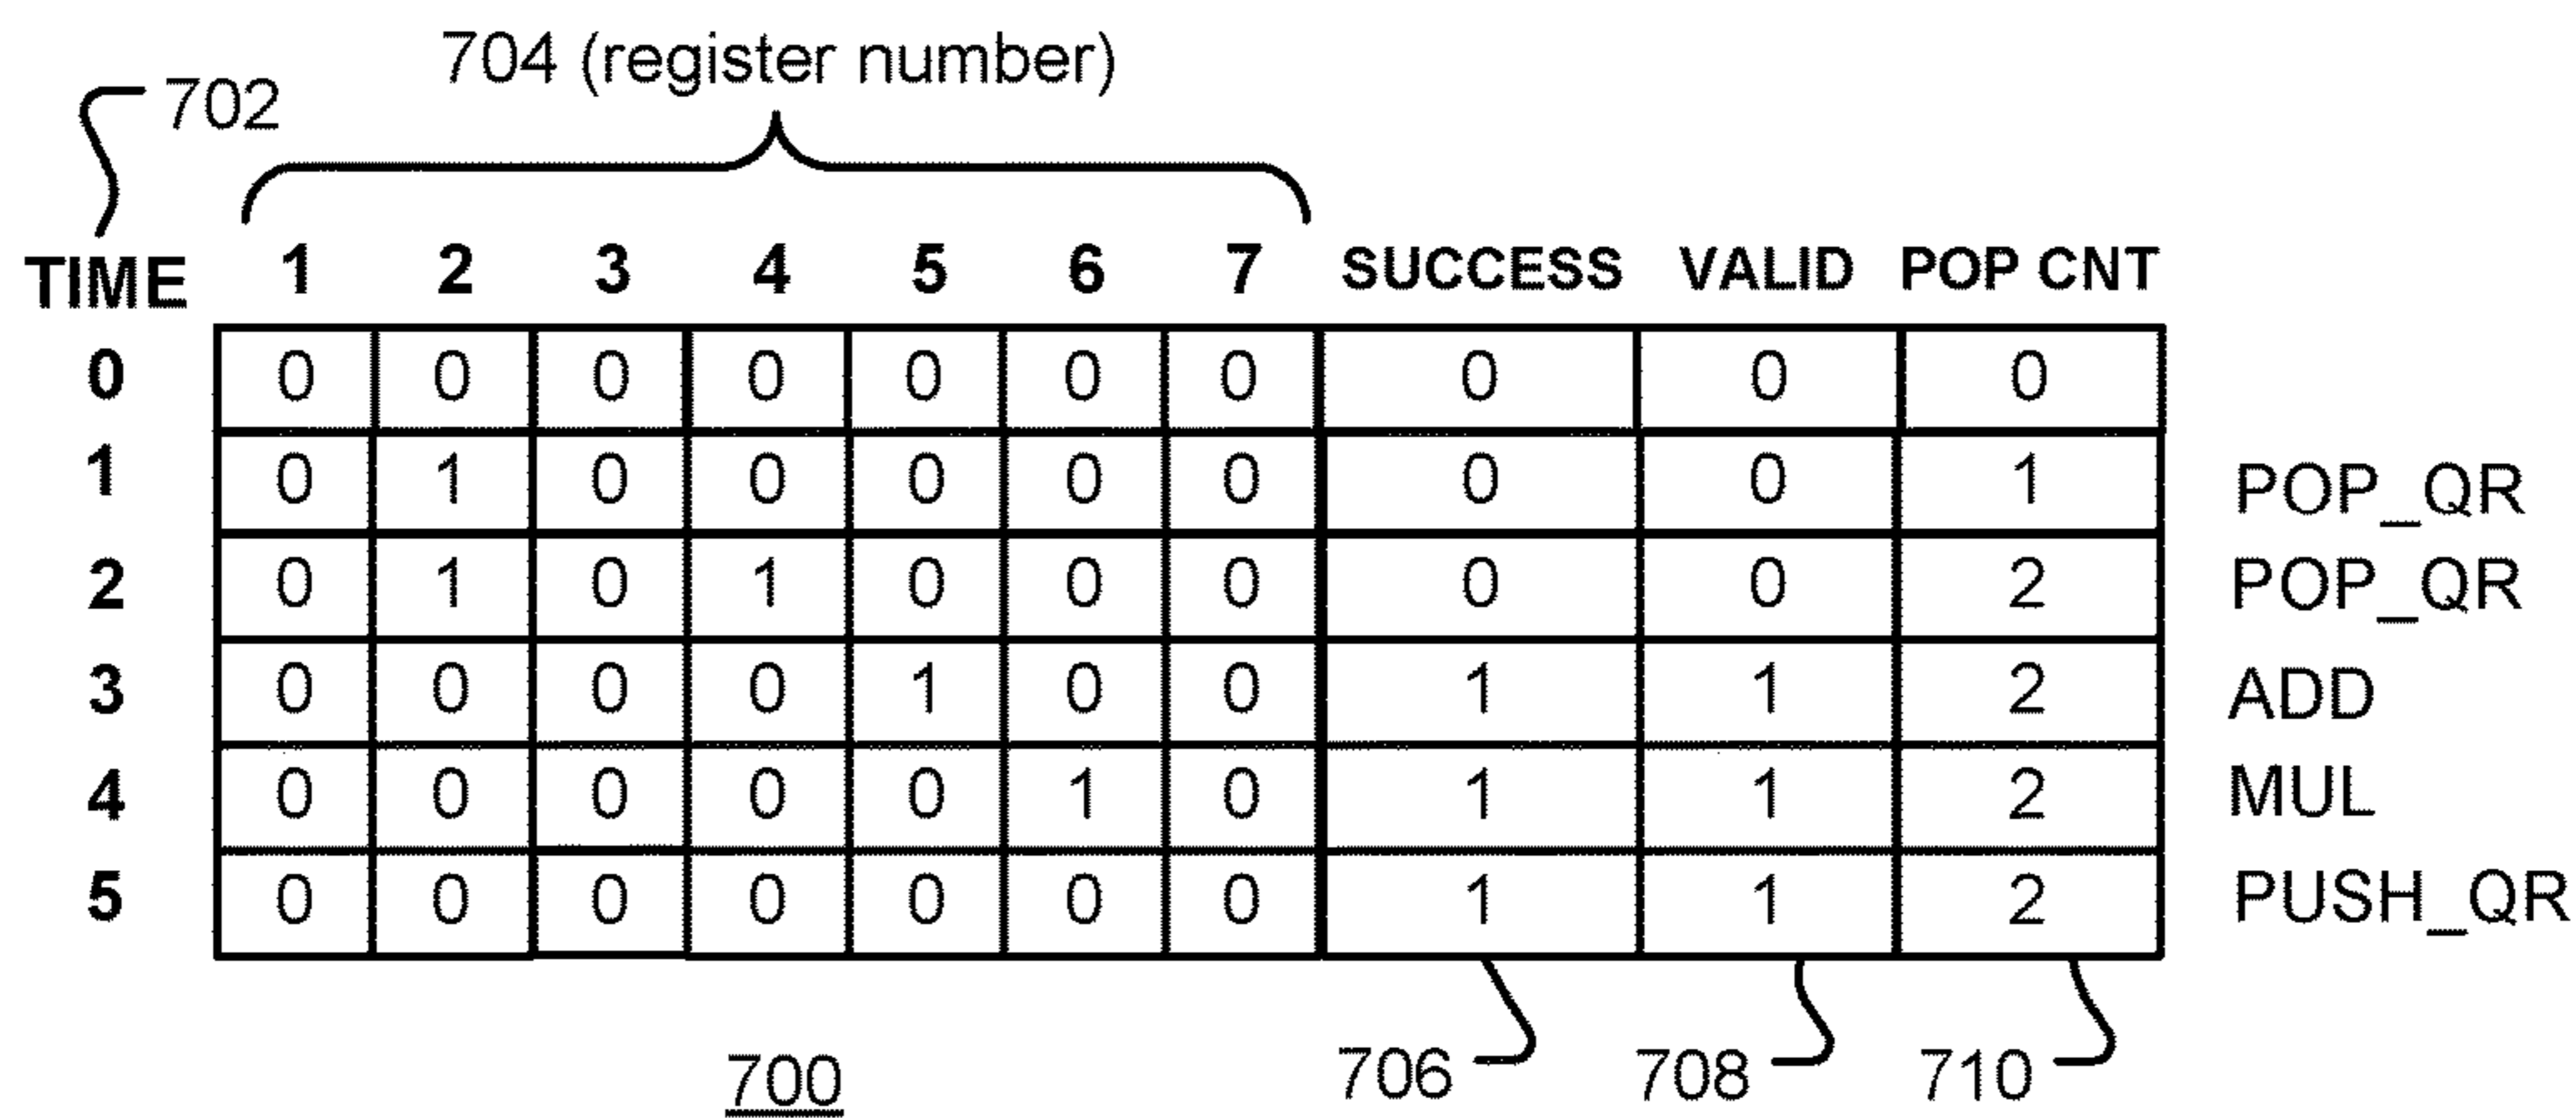 704 (register number)
702
TIME 1 2 3 4 5 6 7 SUCCESS VALID POP CNT
0 0 0 0 0 0 0 0 0 0 0
1 0 1 0 0 0 0 0 0 0 1 POP_QR
2 0 1 0 1 0 0 0 0 0 2 POP_QR
3 0 0 0 0 1 0 0 1 1 2 ADD
4 0 0 0 0 0 1 0 1 1 2 MUL
5 0 0 0 0 0 0 0 1 1 2 PUSH_QR
700 706 708 710